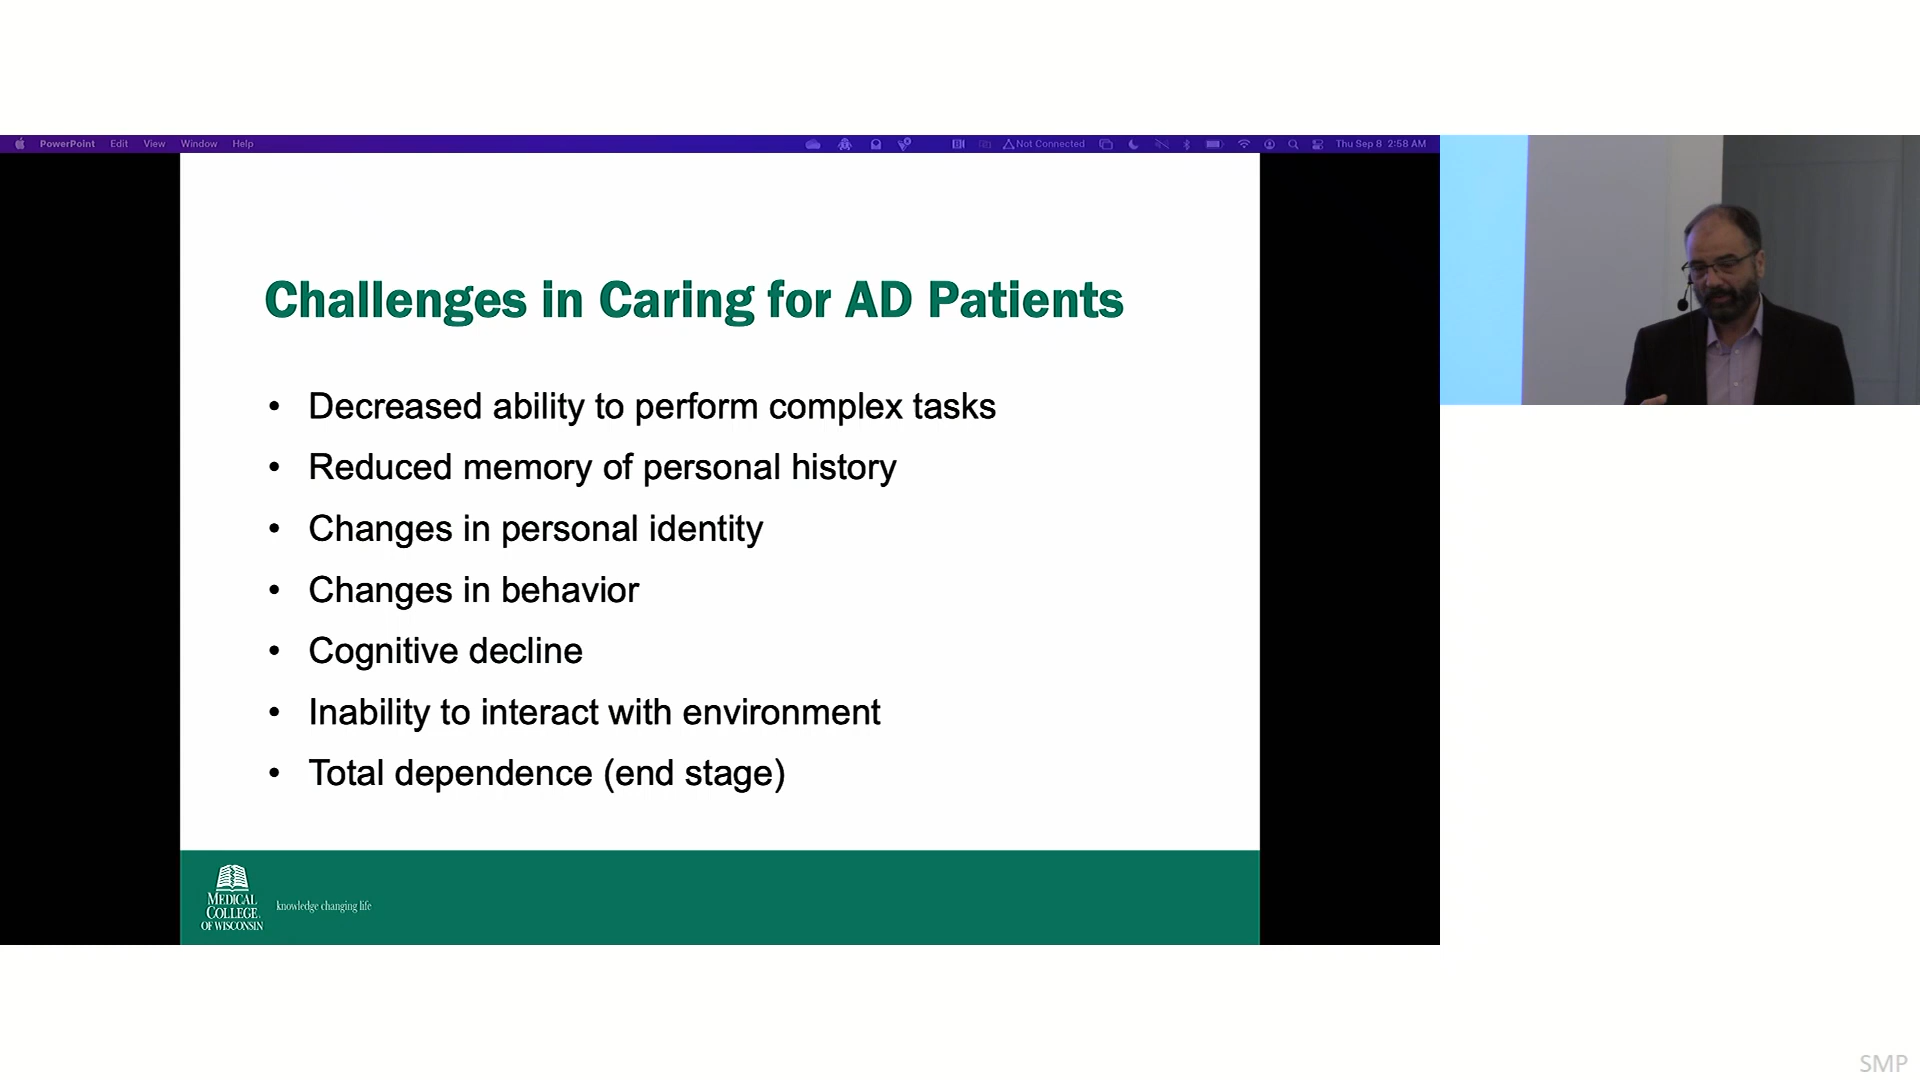 PowerPoint Edit View Window Help Not Connected Thu Sep 8 2:58 AM
Challenges in Caring for AD Patients
• Decreased ability to perform complex tasks
• Reduced memory of personal history
• Changes in personal identity
• Changes in behavior
• Cognitive decline
• Inability to interact with environment
• Total dependence (end stage)
MEDICAL
COLLEGE
OF WISCONSIN
knowledge changing life
SMP